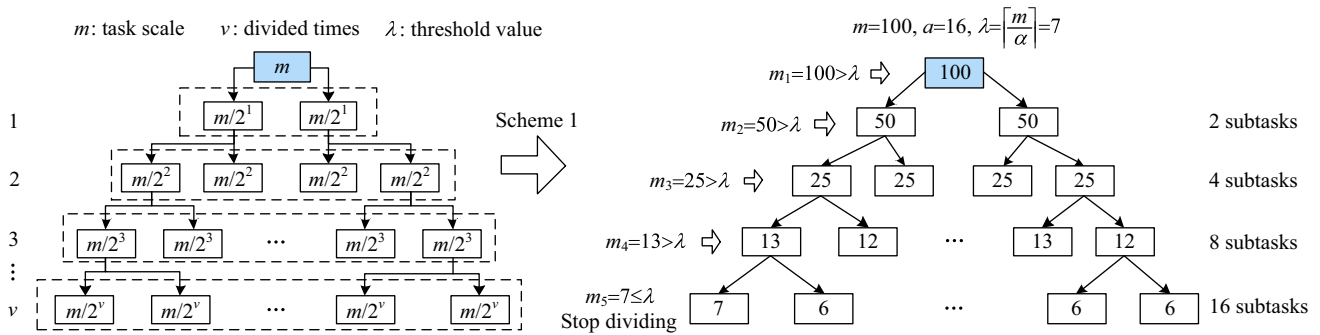 m: task scale v: divided times λ: threshold value
m
1 m/2^1 m/2^1
2 m/2^2 m/2^2 m/2^2 m/2^2
3 m/2^3 m/2^3 ... m/2^3 m/2^3
⋮
v m/2^v m/2^v ... m/2^v m/2^v
Scheme 1
m=100, a=16, λ=⌈m/α⌉=7
m₁=100>λ 100
m₂=50>λ 50 50 2 subtasks
m₃=25>λ 25 25 25 25 4 subtasks
m₄=13>λ 13 12 ... 13 12 8 subtasks
m₅=7≤λ
Stop dividing
7 6 ... 6 6 16 subtasks